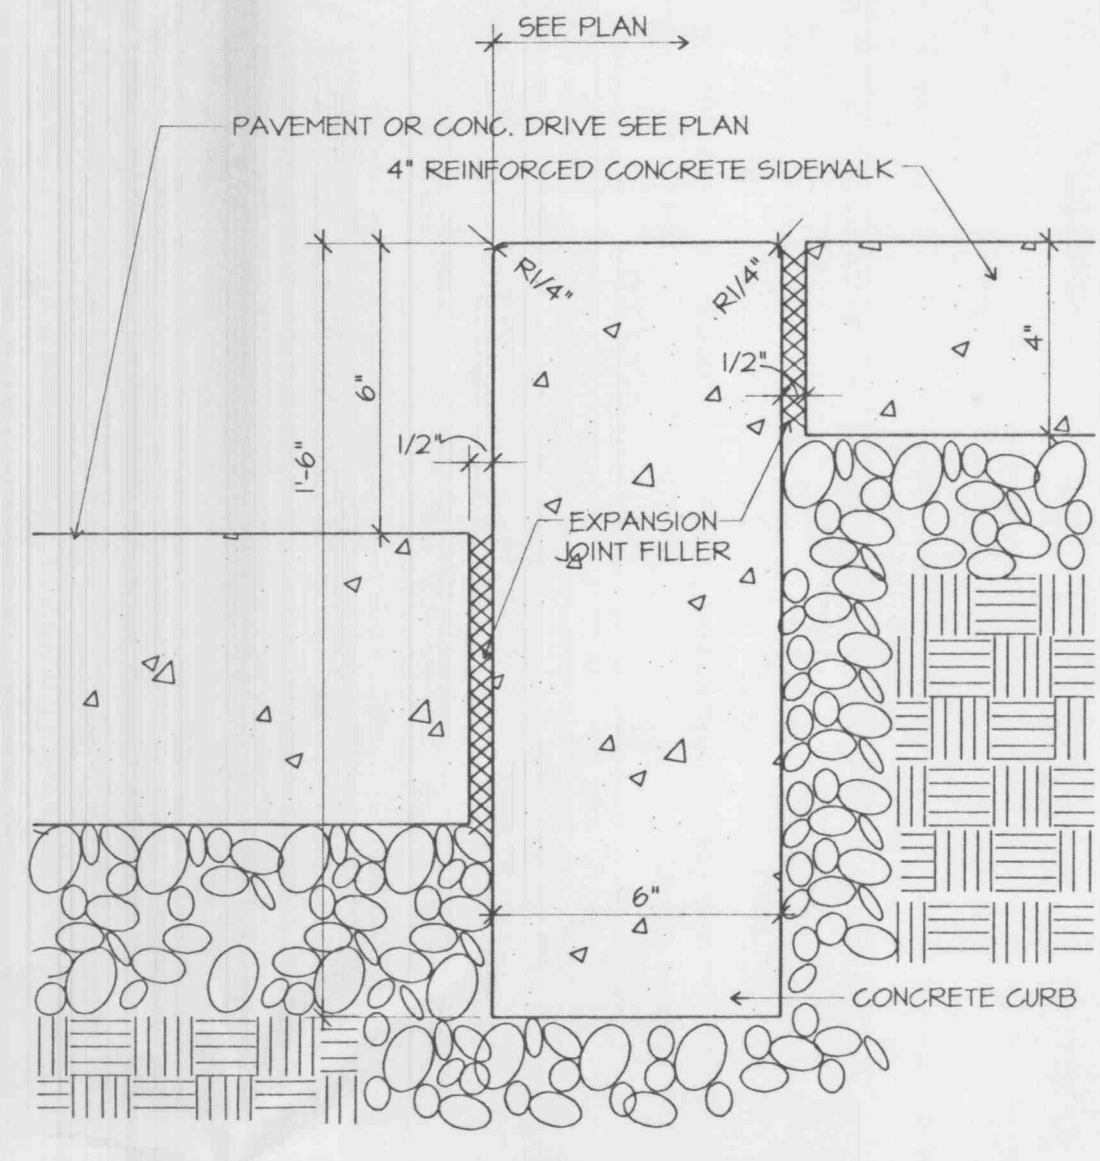 SEE PLAN
PAVEMENT OR CONC. DRIVE SEE PLAN
4" REINFORCED CONCRETE SIDEWALK
R1/4"
R1/4"
1/2"
4"
6"
1/2"
1'-6"
EXPANSION
JOINT FILLER
6"
CONCRETE CURB